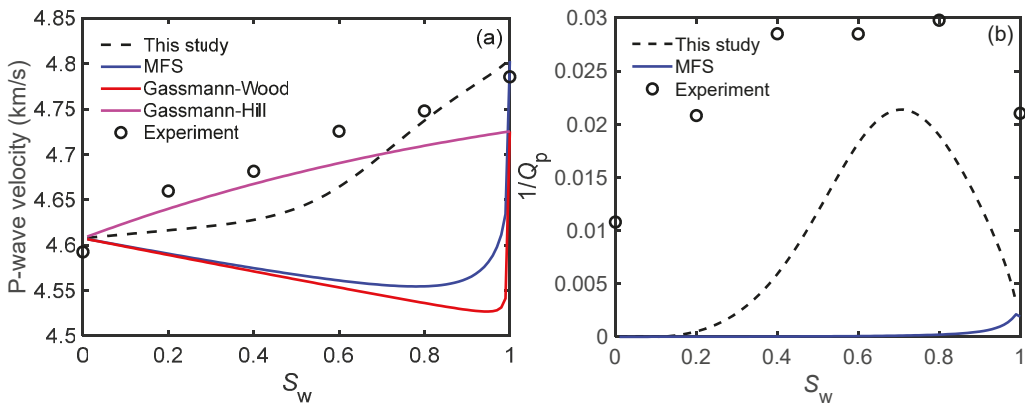 4.85
4.8
4.75
4.7
4.65
4.6
4.55
4.5
P-wave velocity (km/s)
(a)
This study
MFS
Gassmann-Wood
Gassmann-Hill
Experiment
0
0.2
0.4
0.6
0.8
1
Sw
0.03
0.025
0.02
0.015
0.01
0.005
0
1/Qp
(b)
This study
MFS
Experiment
0
0.2
0.4
0.6
0.8
1
Sw